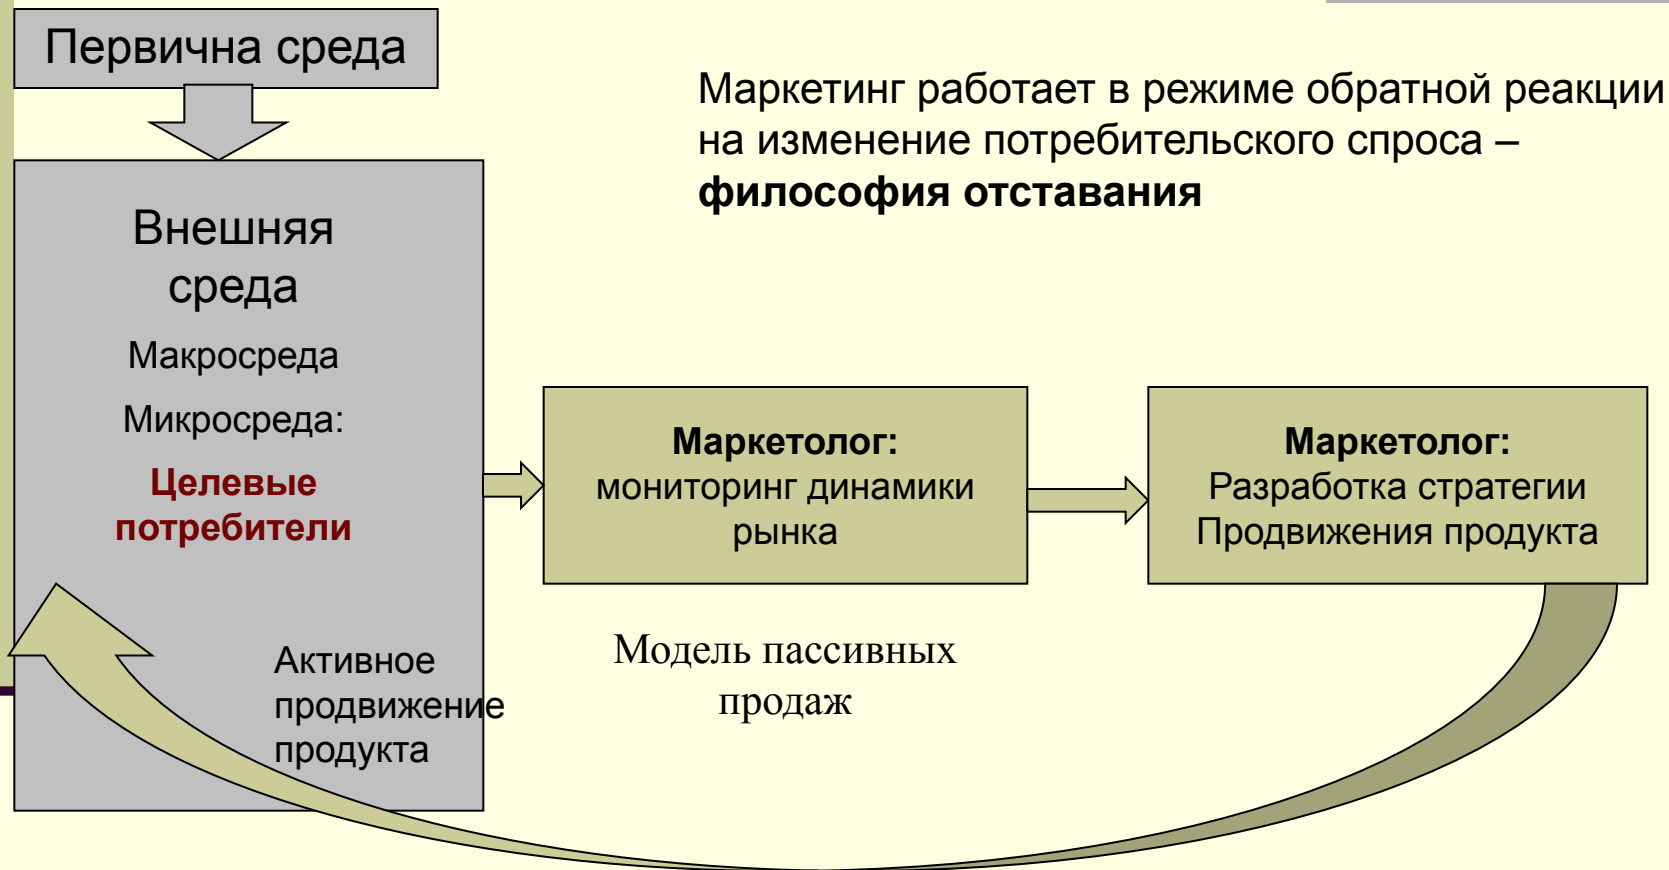 Первична среда
Маркетинг работает в режиме обратной реакции
на изменение потребительского спроса –
философия отставания
Внешняя
среда
Макросреда
Микросреда:
Целевые
потребители
Маркетолог:
мониторинг динамики
рынка
Маркетолог:
Разработка стратегии
Продвижения продукта
Активное
продвижение
продукта
Модель пассивных
продаж